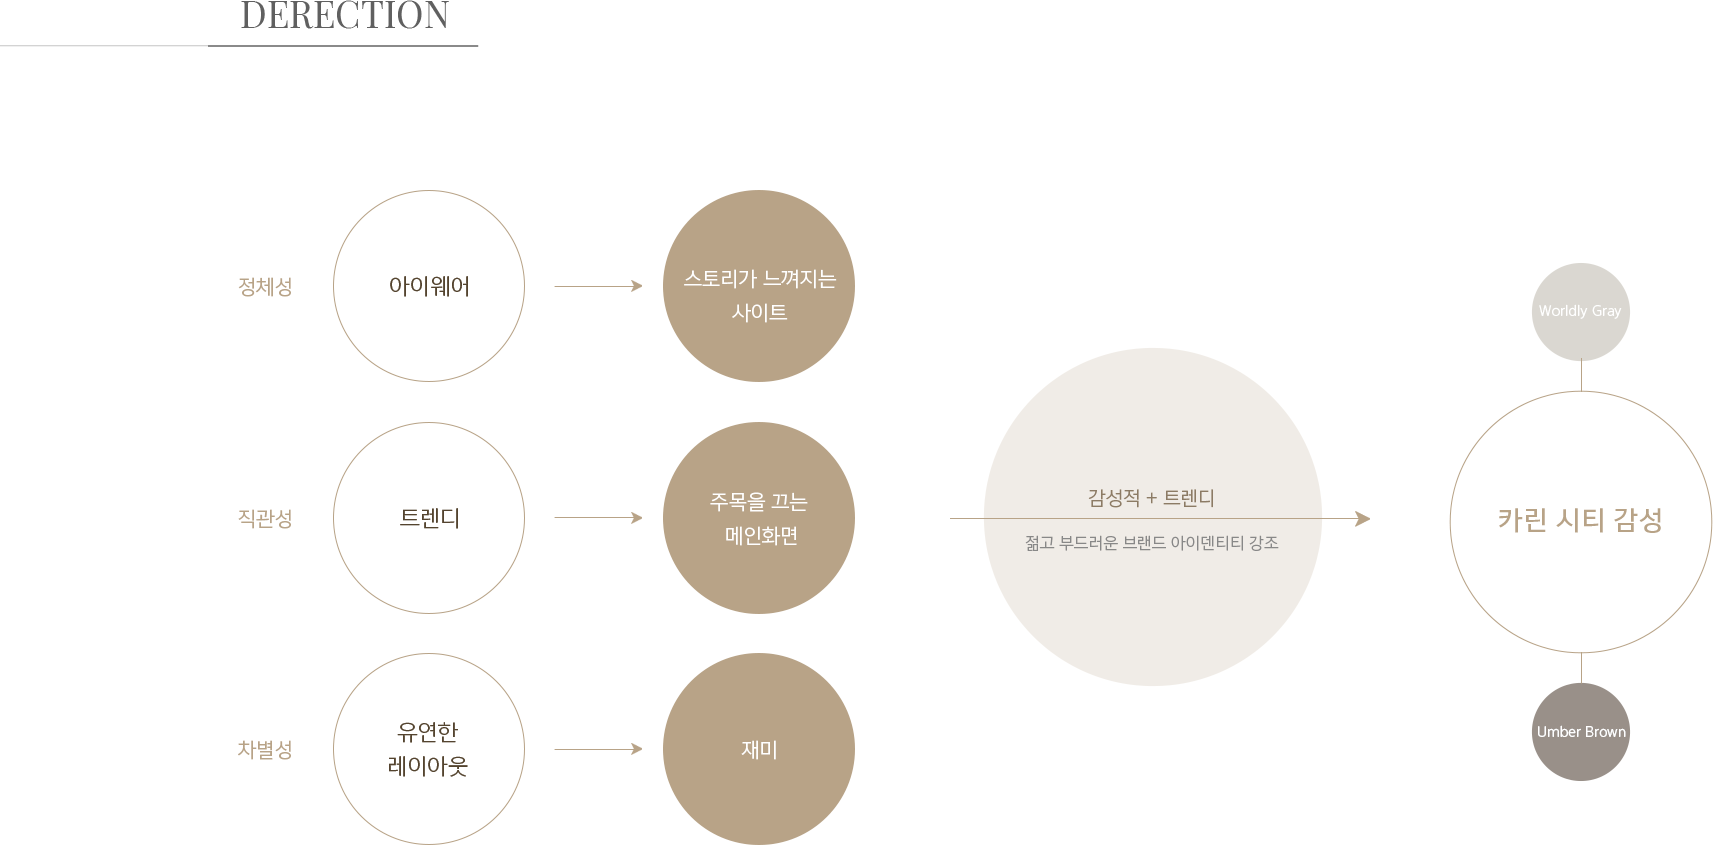 DERECTION
정체성
아이웨어
스토리가 느껴지는
사이트
직관성
트렌디
주목을 끄는
메인화면
차별성
유연한
레이아웃
재미
감성적 + 트렌디
젊고 부드러운 브랜드 아이덴티티 강조
Worldly Gray
카린 시티 감성
Umber Brown